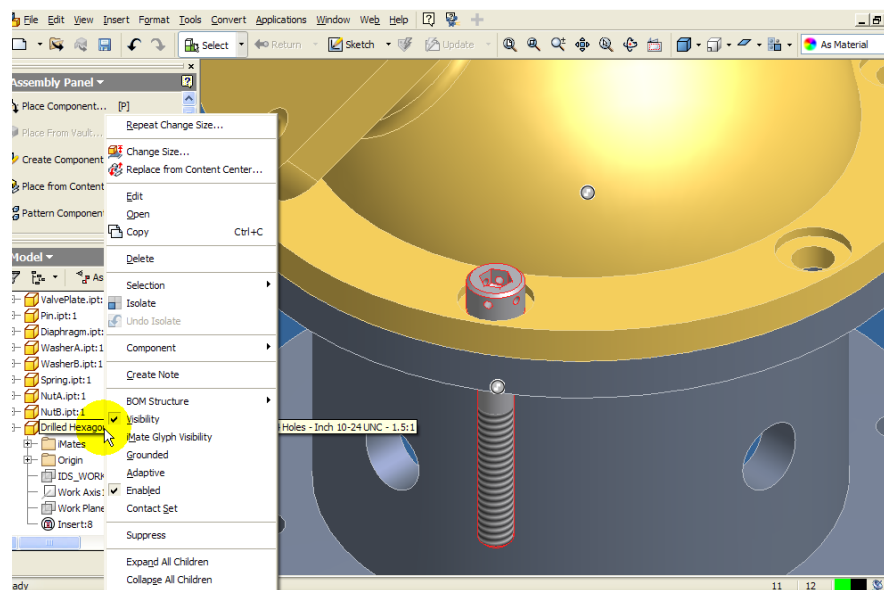 File Edit View Insert Format Tools Convert Applications Window Web Help
Select Return Sketch Update As Material
Assembly Panel
Place Component... [P]
Place From Vault...
Create Component
Place from Content
Pattern Component
Model
As
ValvePlate.ipt:
Pin.ipt:1
Diaphragm.ipt:
WasherA.ipt:1
WasherB.ipt:1
Spring.ipt:1
NutA.ipt:1
NutB.ipt:1
Drilled Hexago
Holes - Inch 10-24 UNC - 1.5:1
iMates
Origin
IDS_WORK
Work Axis1
Work Plane
Insert:8
Repeat Change Size...
Change Size...
Replace from Content Center...
Edit
Open
Copy Ctrl+C
Delete
Selection
Isolate
Undo Isolate
Component
Create Note
BOM Structure
Visibility
iMate Glyph Visibility
Grounded
Adaptive
Enabled
Contact Set
Suppress
Expand All Children
Collapse All Children
ady
11 12